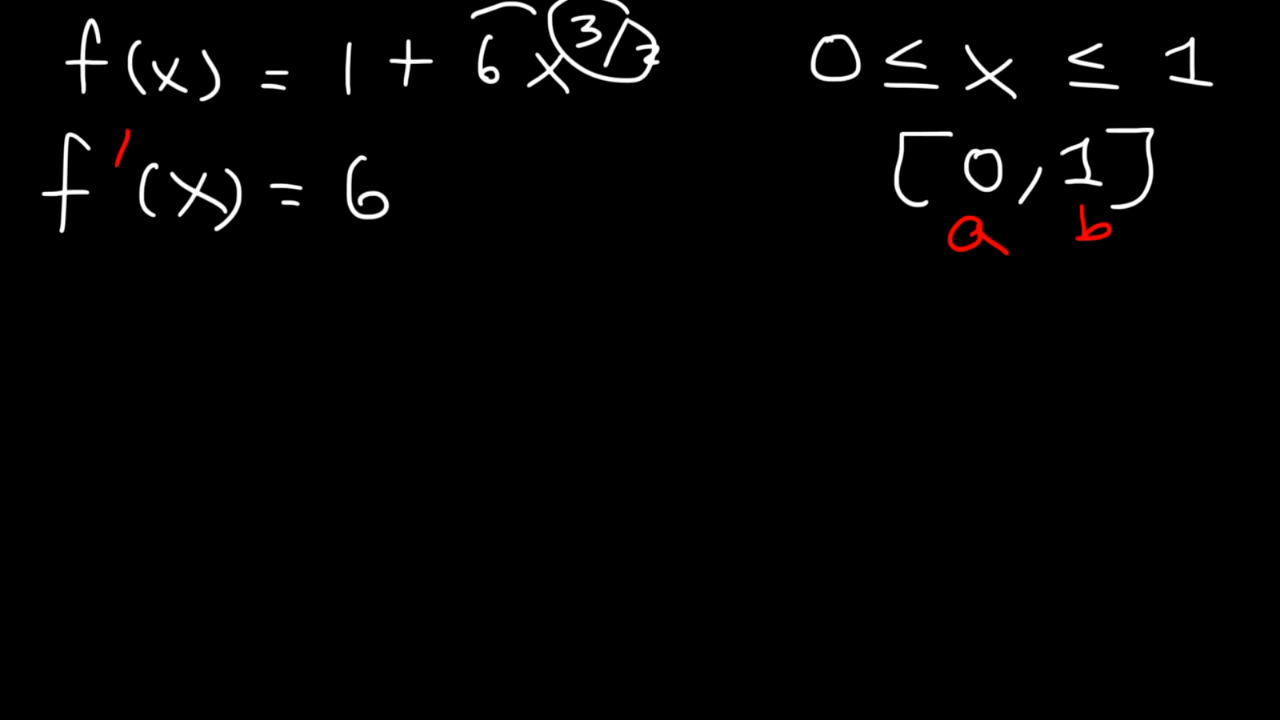 f(x) = 1 + 6x^{3/2} 0 ≤ x ≤ 1
f'(x) = 6 [0, 1]
a b